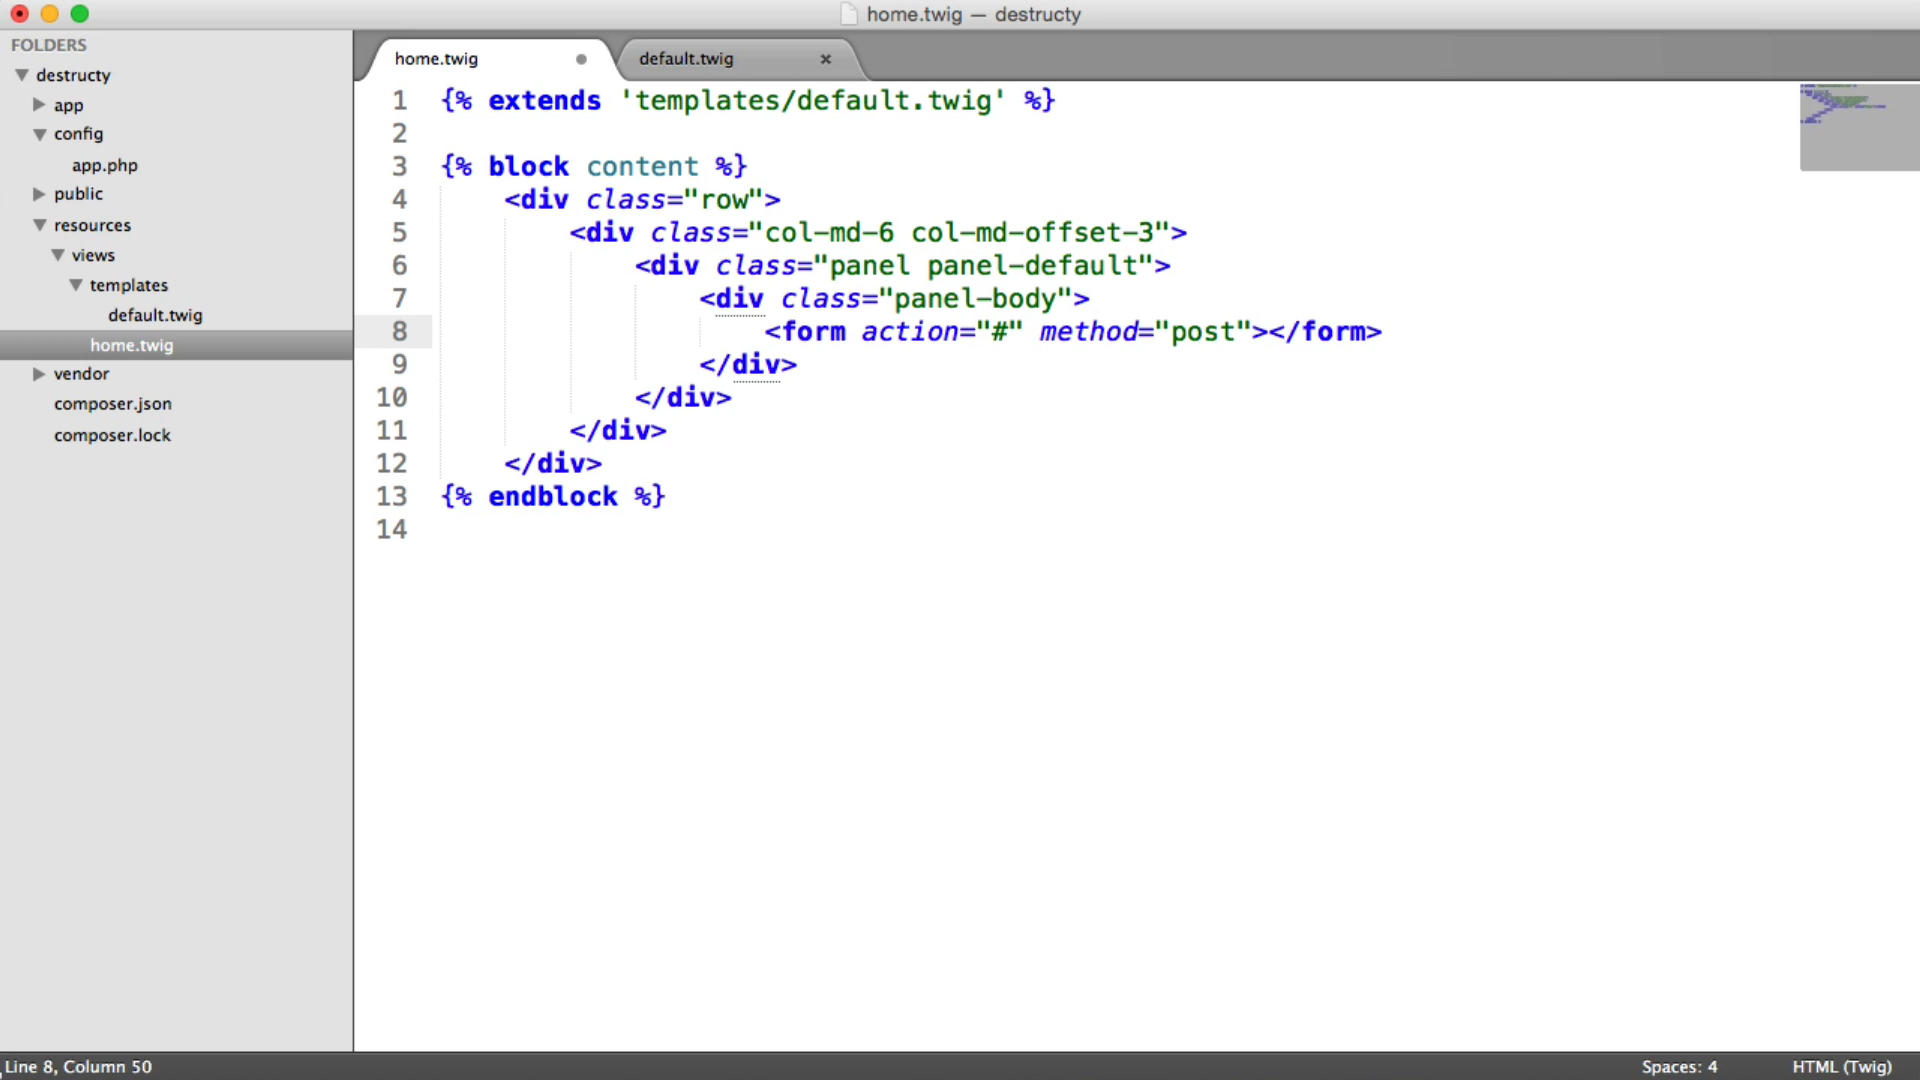 home.twig — destructy
FOLDERS
destructy
app
config
app.php
public
resources
views
templates
default.twig
home.twig
vendor
composer.json
composer.lock
home.twig
default.twig ×
1 {% extends 'templates/default.twig' %}
2
3 {% block content %}
4 <div class="row">
5 <div class="col-md-6 col-md-offset-3">
6 <div class="panel panel-default">
7 <div class="panel-body">
8 <form action="#" method="post"></form>
9 </div>
10 </div>
11 </div>
12 </div>
13 {% endblock %}
14
Line 8, Column 50
Spaces: 4
HTML (Twig)